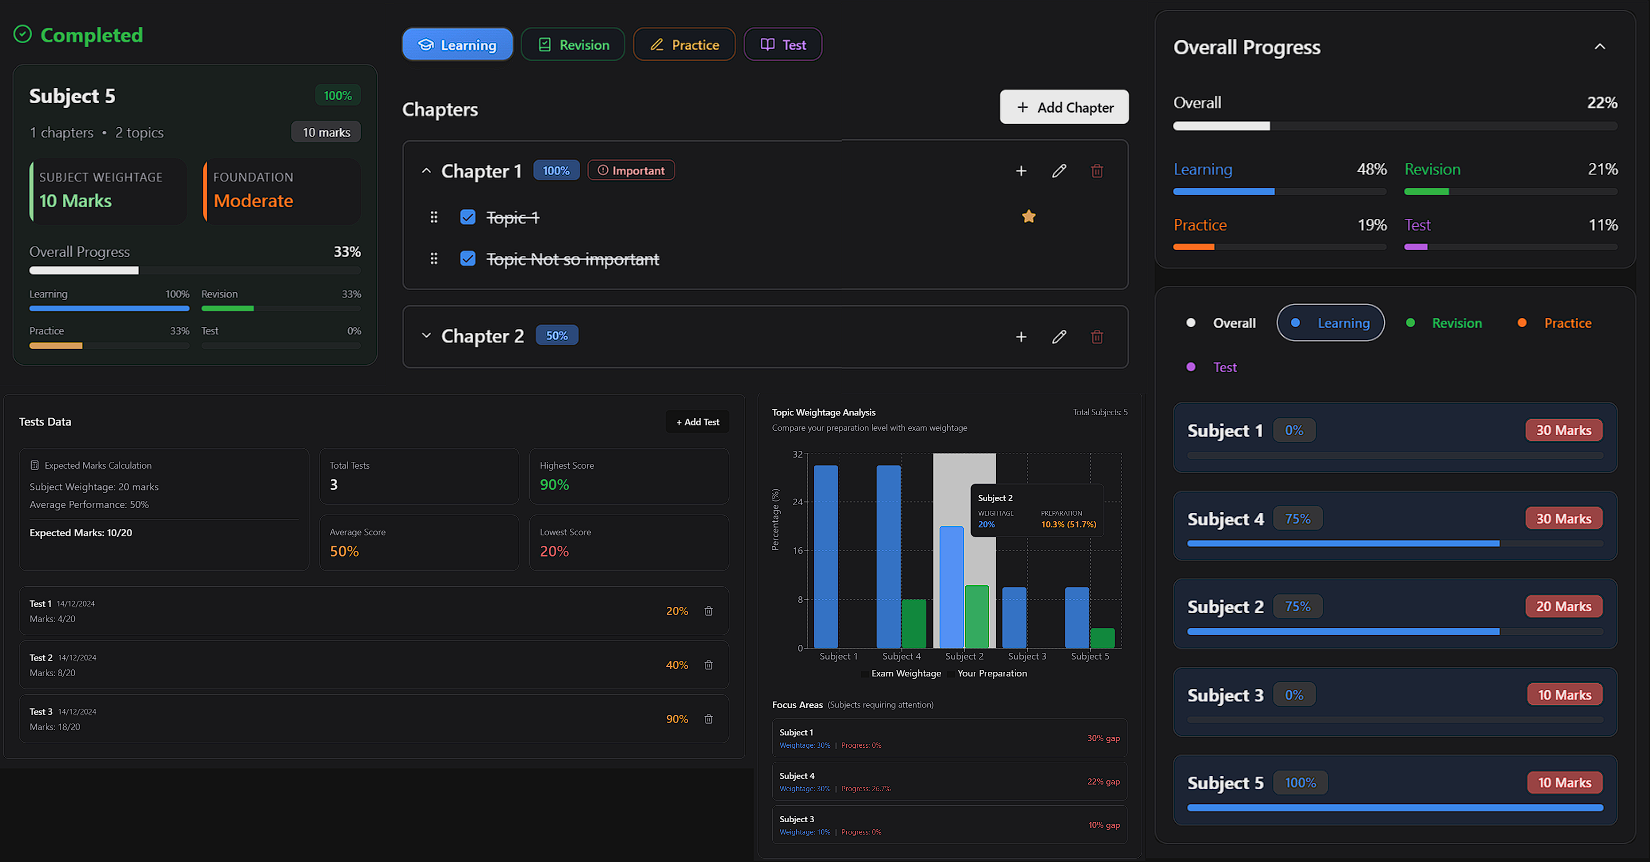 Completed
Subject 5
100%
1 chapters • 2 topics
10 marks
SUBJECT WEIGHTAGE
10 Marks
FOUNDATION
Moderate
Overall Progress
33%
Learning
100%
Revision
33%
Practice
33%
Test
0%
Learning
Revision
Practice
Test
Chapters
+ Add Chapter
Chapter 1
100%
Important
Topic 1
Topic Not so important
Chapter 2
50%
Overall Progress
Overall
22%
Learning
48%
Revision
21%
Practice
19%
Test
11%
Overall
Learning
Revision
Practice
Test
Subject 1
0%
30 Marks
Subject 4
75%
30 Marks
Subject 2
75%
20 Marks
Subject 3
0%
10 Marks
Subject 5
100%
10 Marks
Tests Data
+ Add Test
Expected Marks Calculation
Subject Weightage: 20 marks
Average Performance: 50%
Expected Marks: 10/20
Total Tests
3
Highest Score
90%
Average Score
50%
Lowest Score
20%
Test 1 14/12/2024
Marks: 4/20
20%
Test 2 14/12/2024
Marks: 8/20
40%
Test 3 14/12/2024
Marks: 18/20
90%
Topic Weightage Analysis
Total Subjects: 5
Compare your preparation level with exam weightage
Percentage (%)
32
24
16
8
0
Subject 2
WEIGHTAGE
20%
PREPARATION
10.3% (51.7%)
Subject 1
Subject 4
Subject 2
Subject 3
Subject 5
Exam Weightage
Your Preparation
Focus Areas (Subjects requiring attention)
Subject 1
Weightage: 30% | Progress: 0%
30% gap
Subject 4
Weightage: 30% | Progress: 26.7%
22% gap
Subject 3
Weightage: 10% | Progress: 0%
10% gap